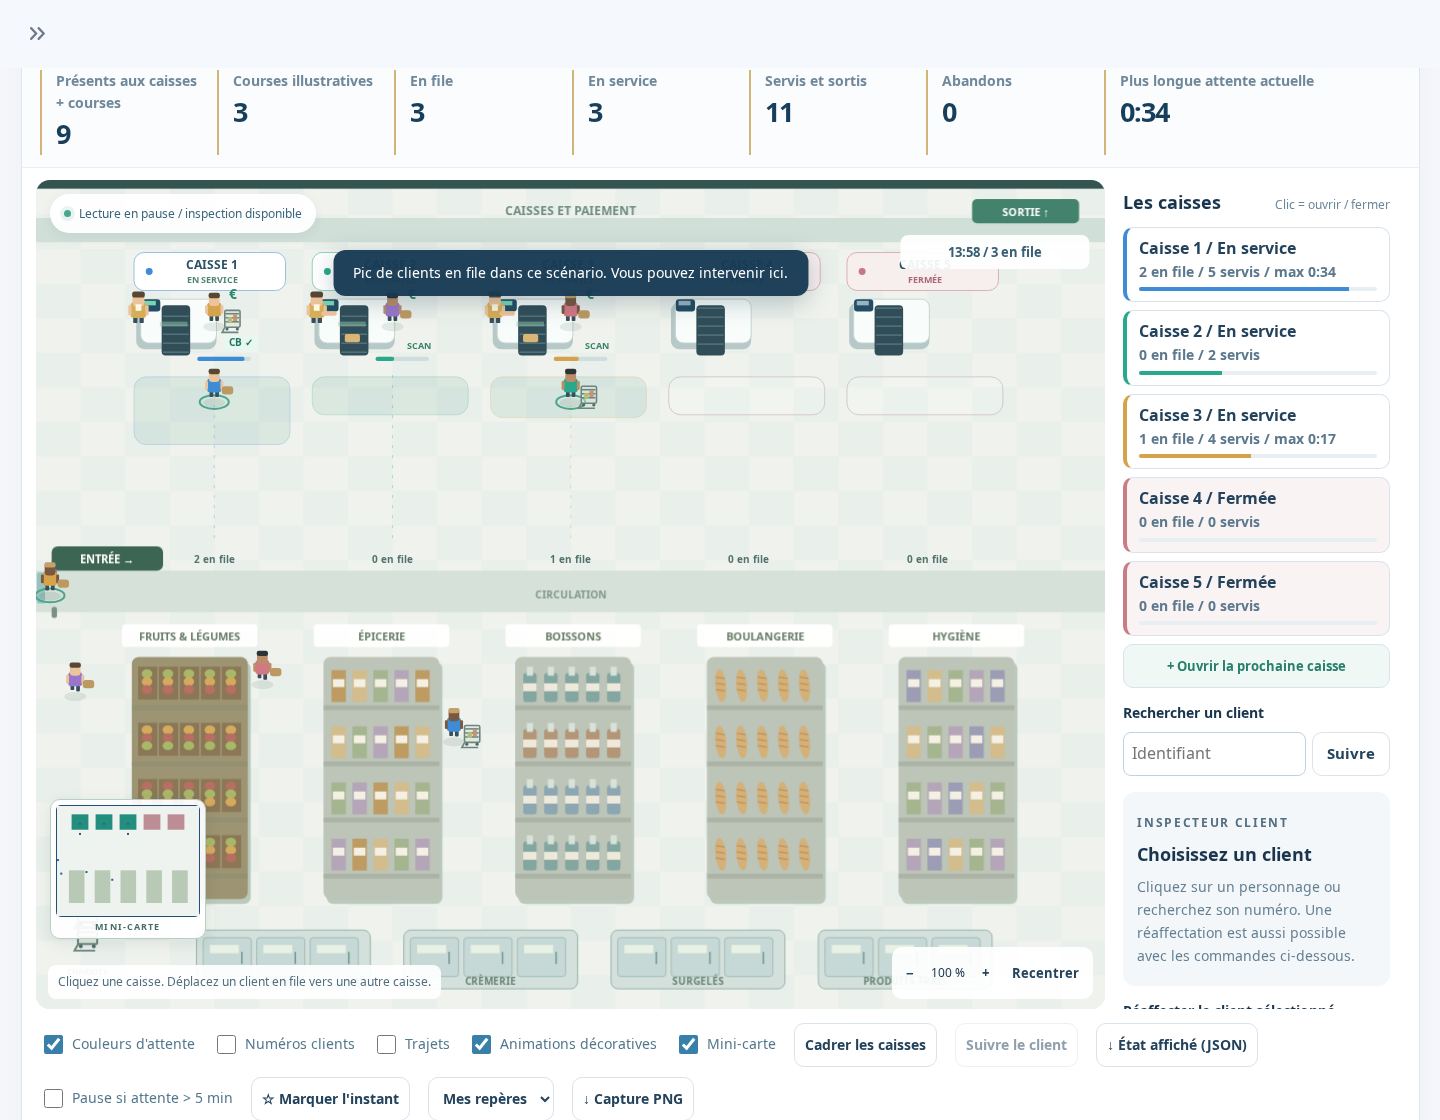 Présents aux caisses
+ courses
9
Courses illustratives
3
En file
3
En service
3
Servis et sortis
11
Abandons
0
Plus longue attente actuelle
0:34
Lecture en pause / inspection disponible
CAISSES ET PAIEMENT
SORTIE ↑
13:58 / 3 en file
Pic de clients en file dans ce scénario. Vous pouvez intervenir ici.
CAISSE 1
EN SERVICE
FERMÉE
€
€
€
CB ✓
SCAN
SCAN
ENTRÉE →
2 en file
0 en file
1 en file
0 en file
0 en file
CIRCULATION
FRUITS & LÉGUMES
ÉPICERIE
BOISSONS
BOULANGERIE
HYGIÈNE
MINI-CARTE
CRÈMERIE
SURGELÉS
Cliquez une caisse. Déplacez un client en file vers une autre caisse.
− 100 % + Recentrer
Les caisses
Clic = ouvrir / fermer
Caisse 1 / En service
2 en file / 5 servis / max 0:34
Caisse 2 / En service
0 en file / 2 servis
Caisse 3 / En service
1 en file / 4 servis / max 0:17
Caisse 4 / Fermée
0 en file / 0 servis
Caisse 5 / Fermée
0 en file / 0 servis
+ Ouvrir la prochaine caisse
Rechercher un client
Identifiant
Suivre
INSPECTEUR CLIENT
Choisissez un client
Cliquez sur un personnage ou
recherchez son numéro. Une
réaffectation est aussi possible
avec les commandes ci-dessous.
Réaffecter le client sélectionné
Couleurs d'attente
Numéros clients
Trajets
Animations décoratives
Mini-carte
Cadrer les caisses
Suivre le client
↓ État affiché (JSON)
Pause si attente > 5 min
☆ Marquer l'instant
Mes repères
↓ Capture PNG